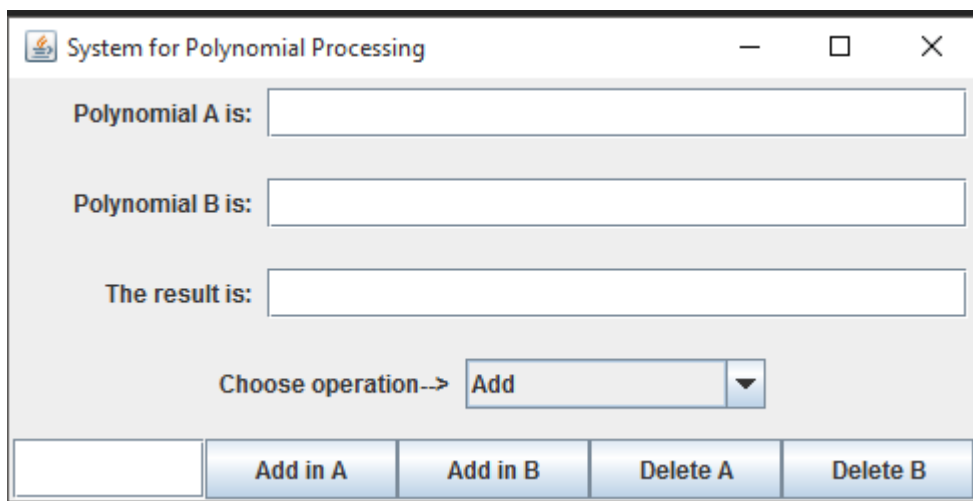 System for Polynomial Processing
Polynomial A is:
Polynomial B is:
The result is:
Choose operation--> Add
Add in A Add in B Delete A Delete B